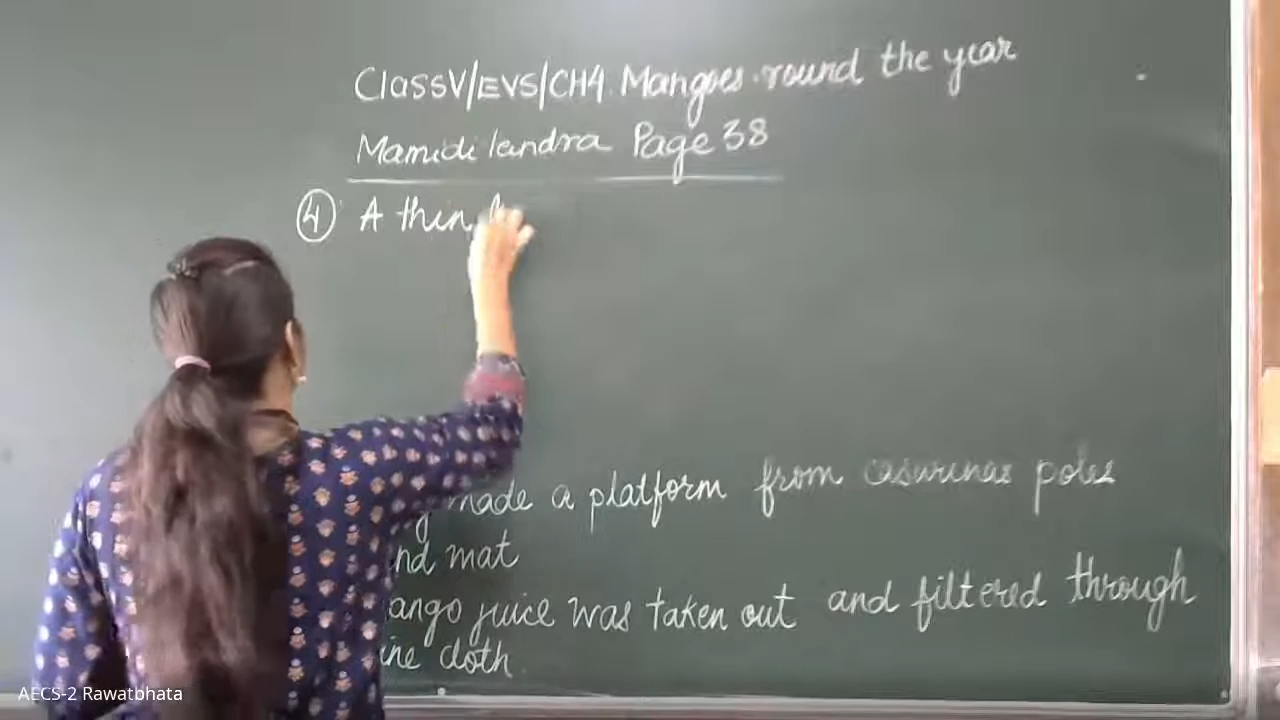 ClassV/EVS/CH4. Mangoes round the year
Mamidi landra Page 38
④ A thin
made a platform from casurinas poles
nd mat
ango juice was taken out and filtered through
ine cloth.
AECS-2 Rawatbhata